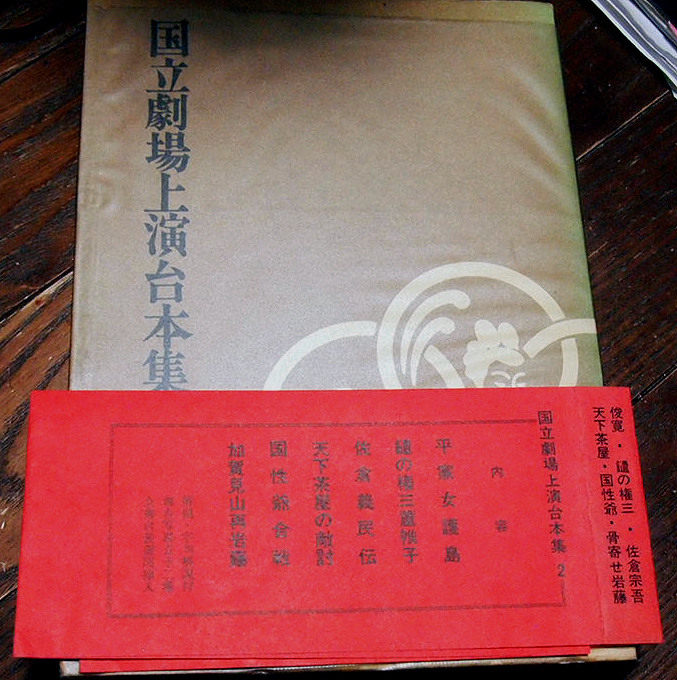 国立劇場上演台本集
俊寛・鑓の権三・佐倉宗吾
天下茶屋・国性爺・骨寄せ岩藤
国立劇場上演台本集 2
内容
平家女護島
鑓の権三重帷子
佐倉義民伝
天下茶屋の敵討
国性爺合戦
加賀見山再岩藤